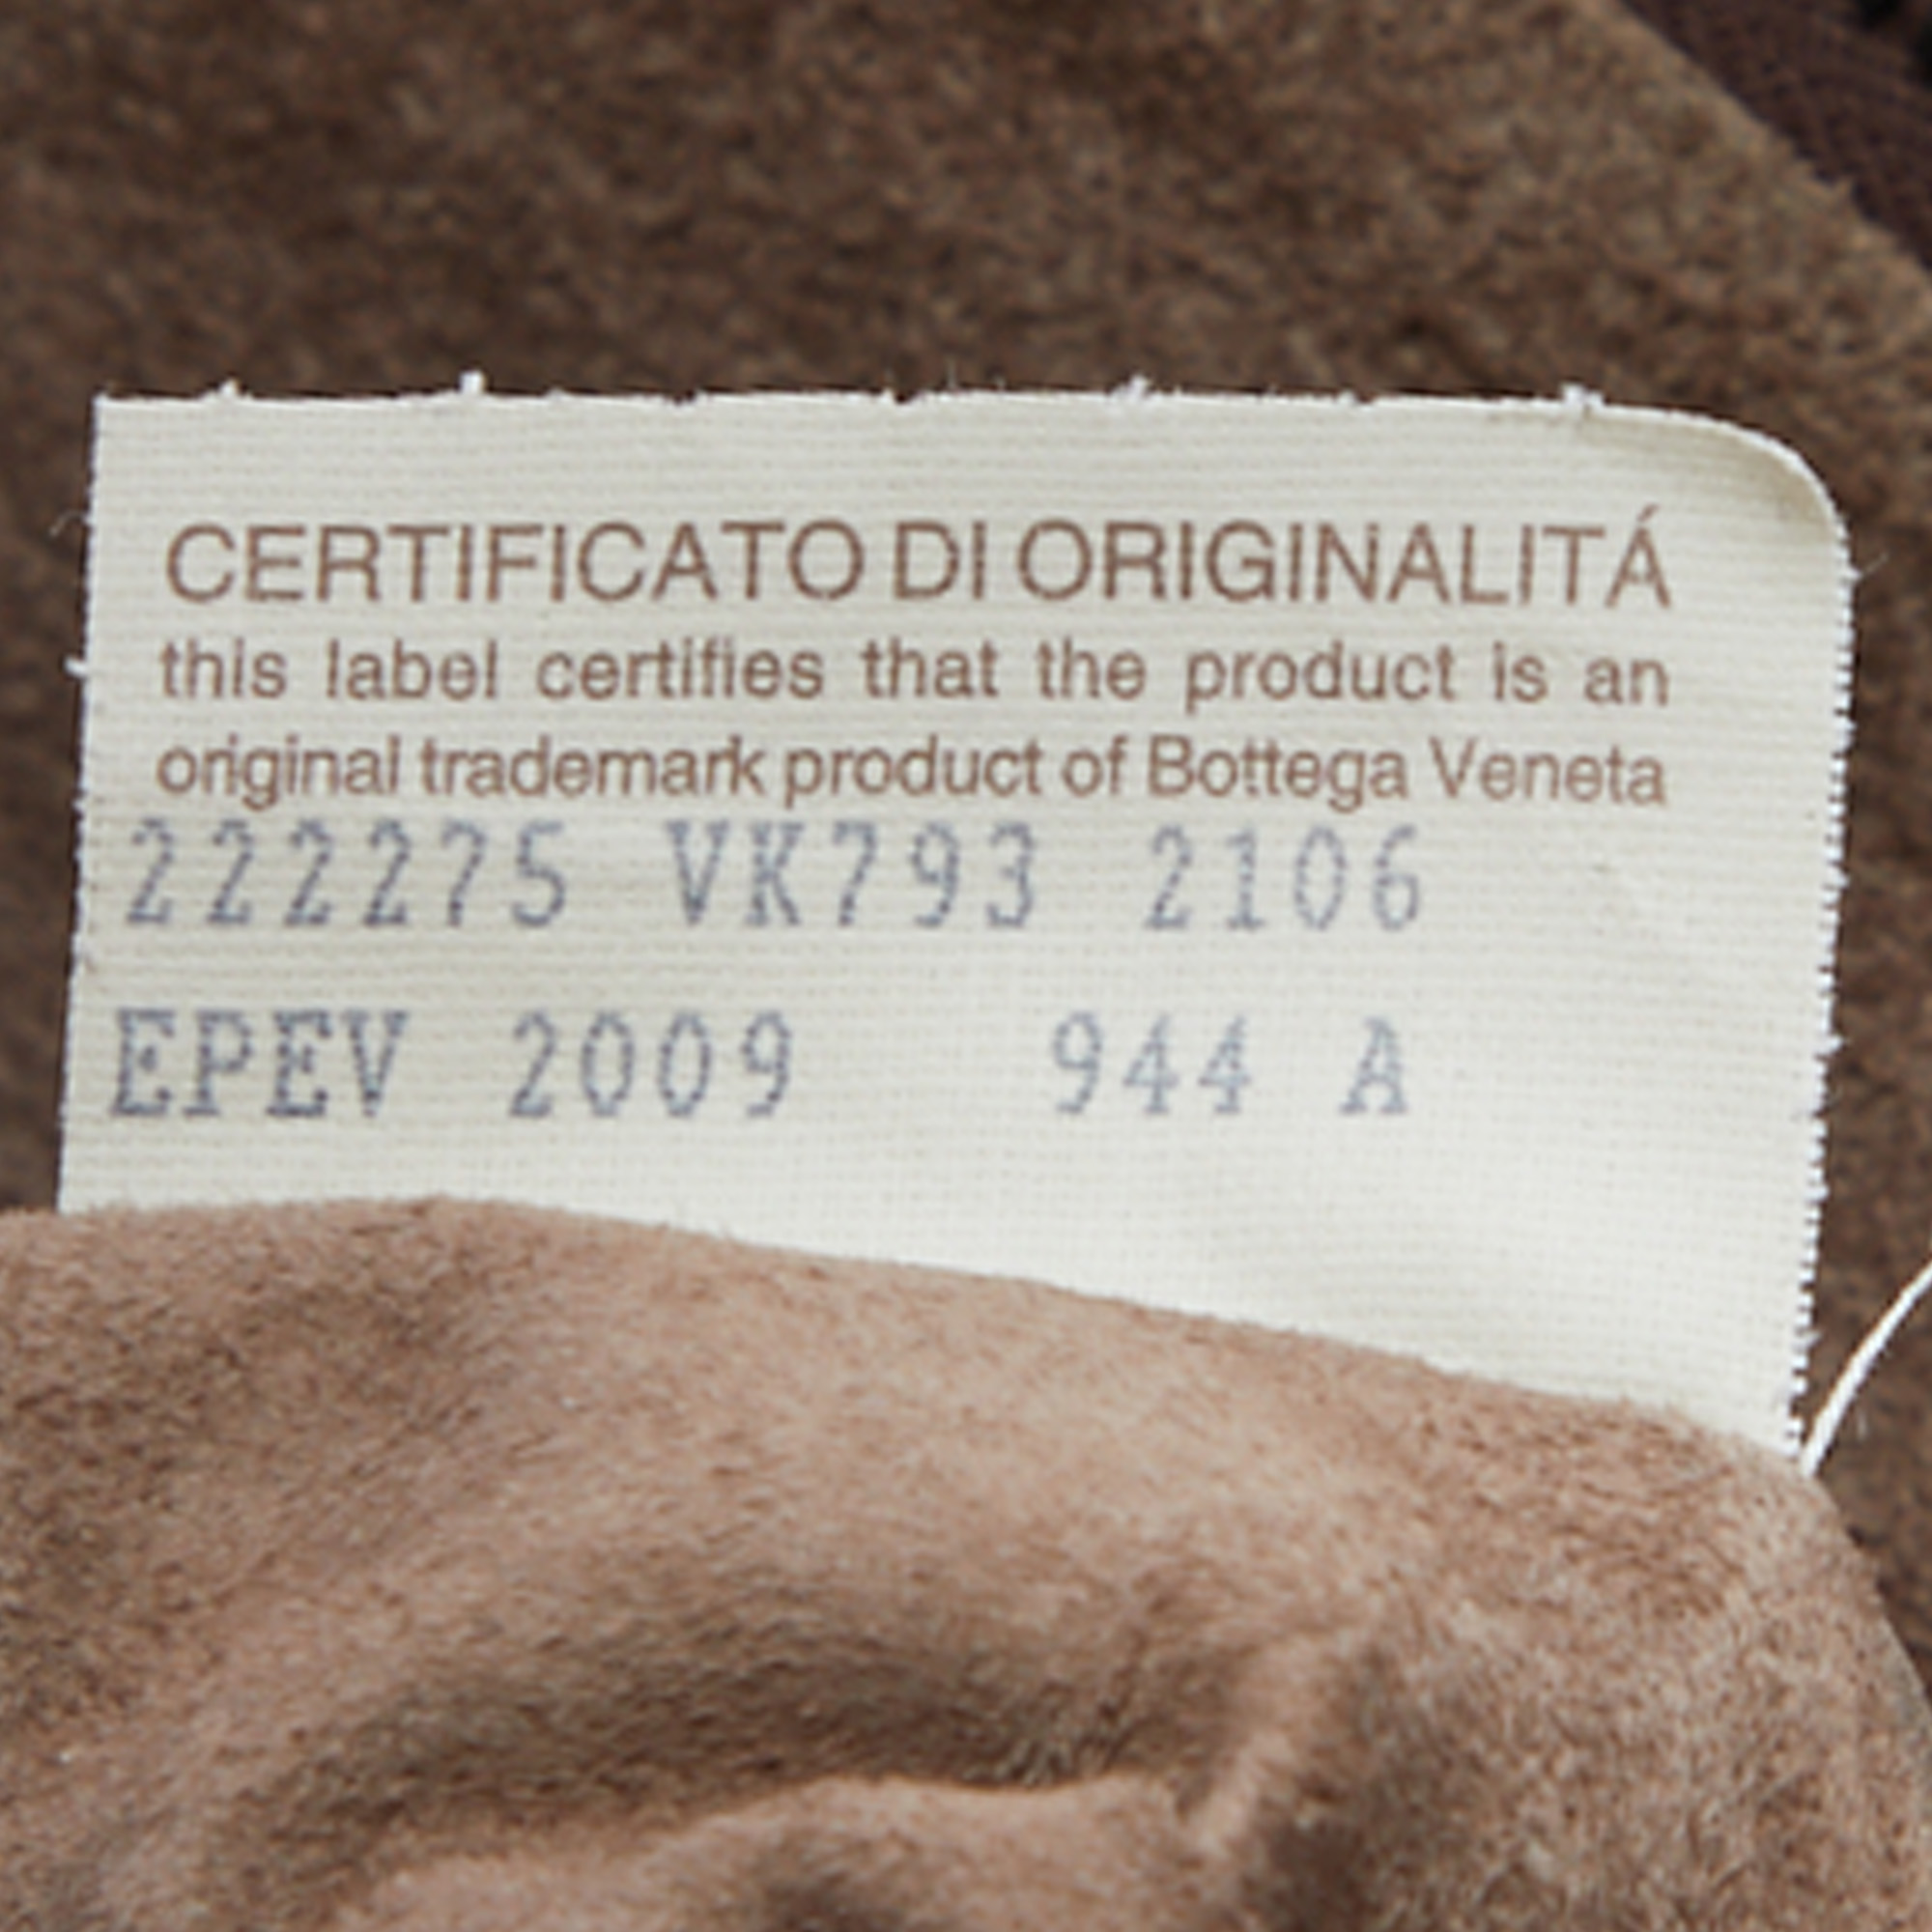 CERTIFICATO DI ORIGINALITÁ
this label certifies that the product is an
original trademark product of Bottega Veneta
222275 VK793 2106
EPEV 2009 944 A